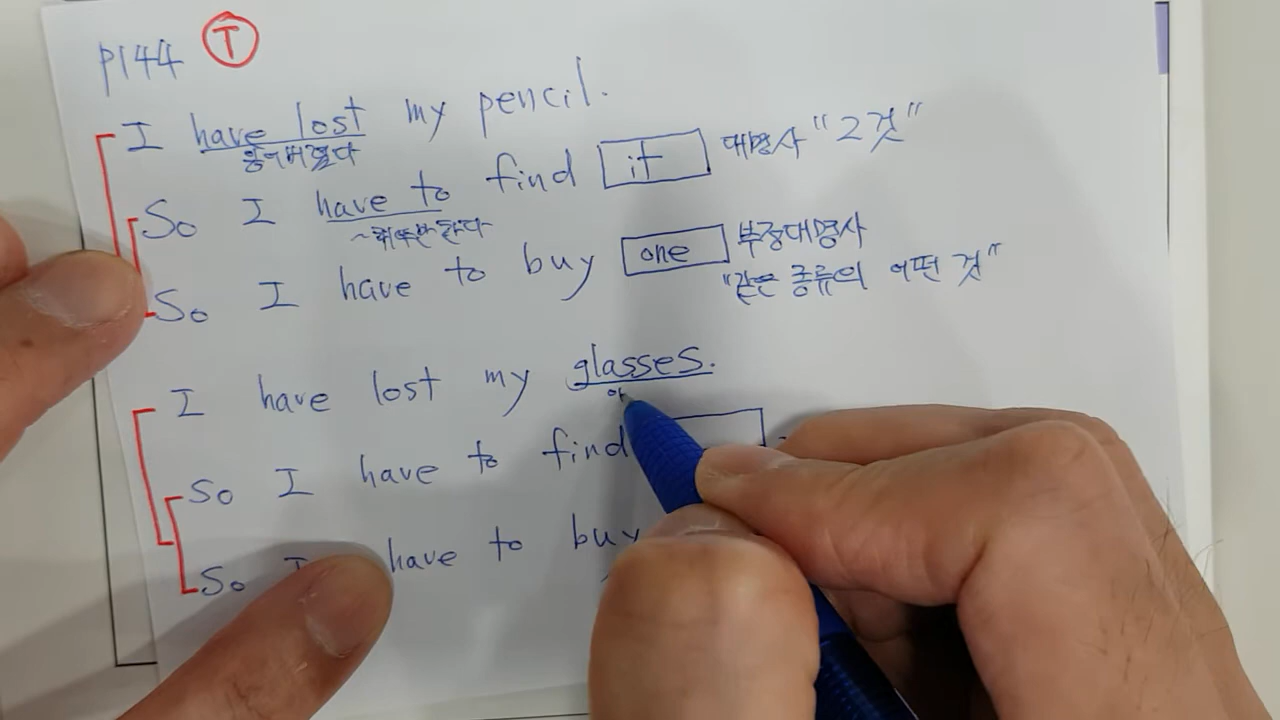 P144 T
I have lost my pencil.
잃어버렸다
So I have to find it 대명사 "그것"
~해야만 한다~
So I have to buy one 부정대명사
"같은 종류의 어떤 것"
I have lost my glasses.
So I have to find
So I have to buy